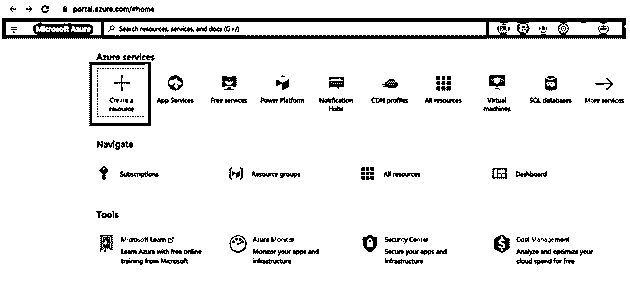 portal.azure.com/#home
Microsoft Azure
Search resources, services, and docs (G+/)
Azure services
Create a resource
App Services
Free services
Power Platform
Notification Hubs
CDN profiles
All resources
Virtual machines
SQL databases
More services
Navigate
Subscriptions
Resource groups
All resources
Dashboard
Tools
Microsoft Learn
Learn Azure with free online
training from Microsoft
Azure Monitor
Monitor your apps and
infrastructure
Security Center
Secure your apps and
infrastructure
Cost Management
Analyze and optimize your
cloud spend for free